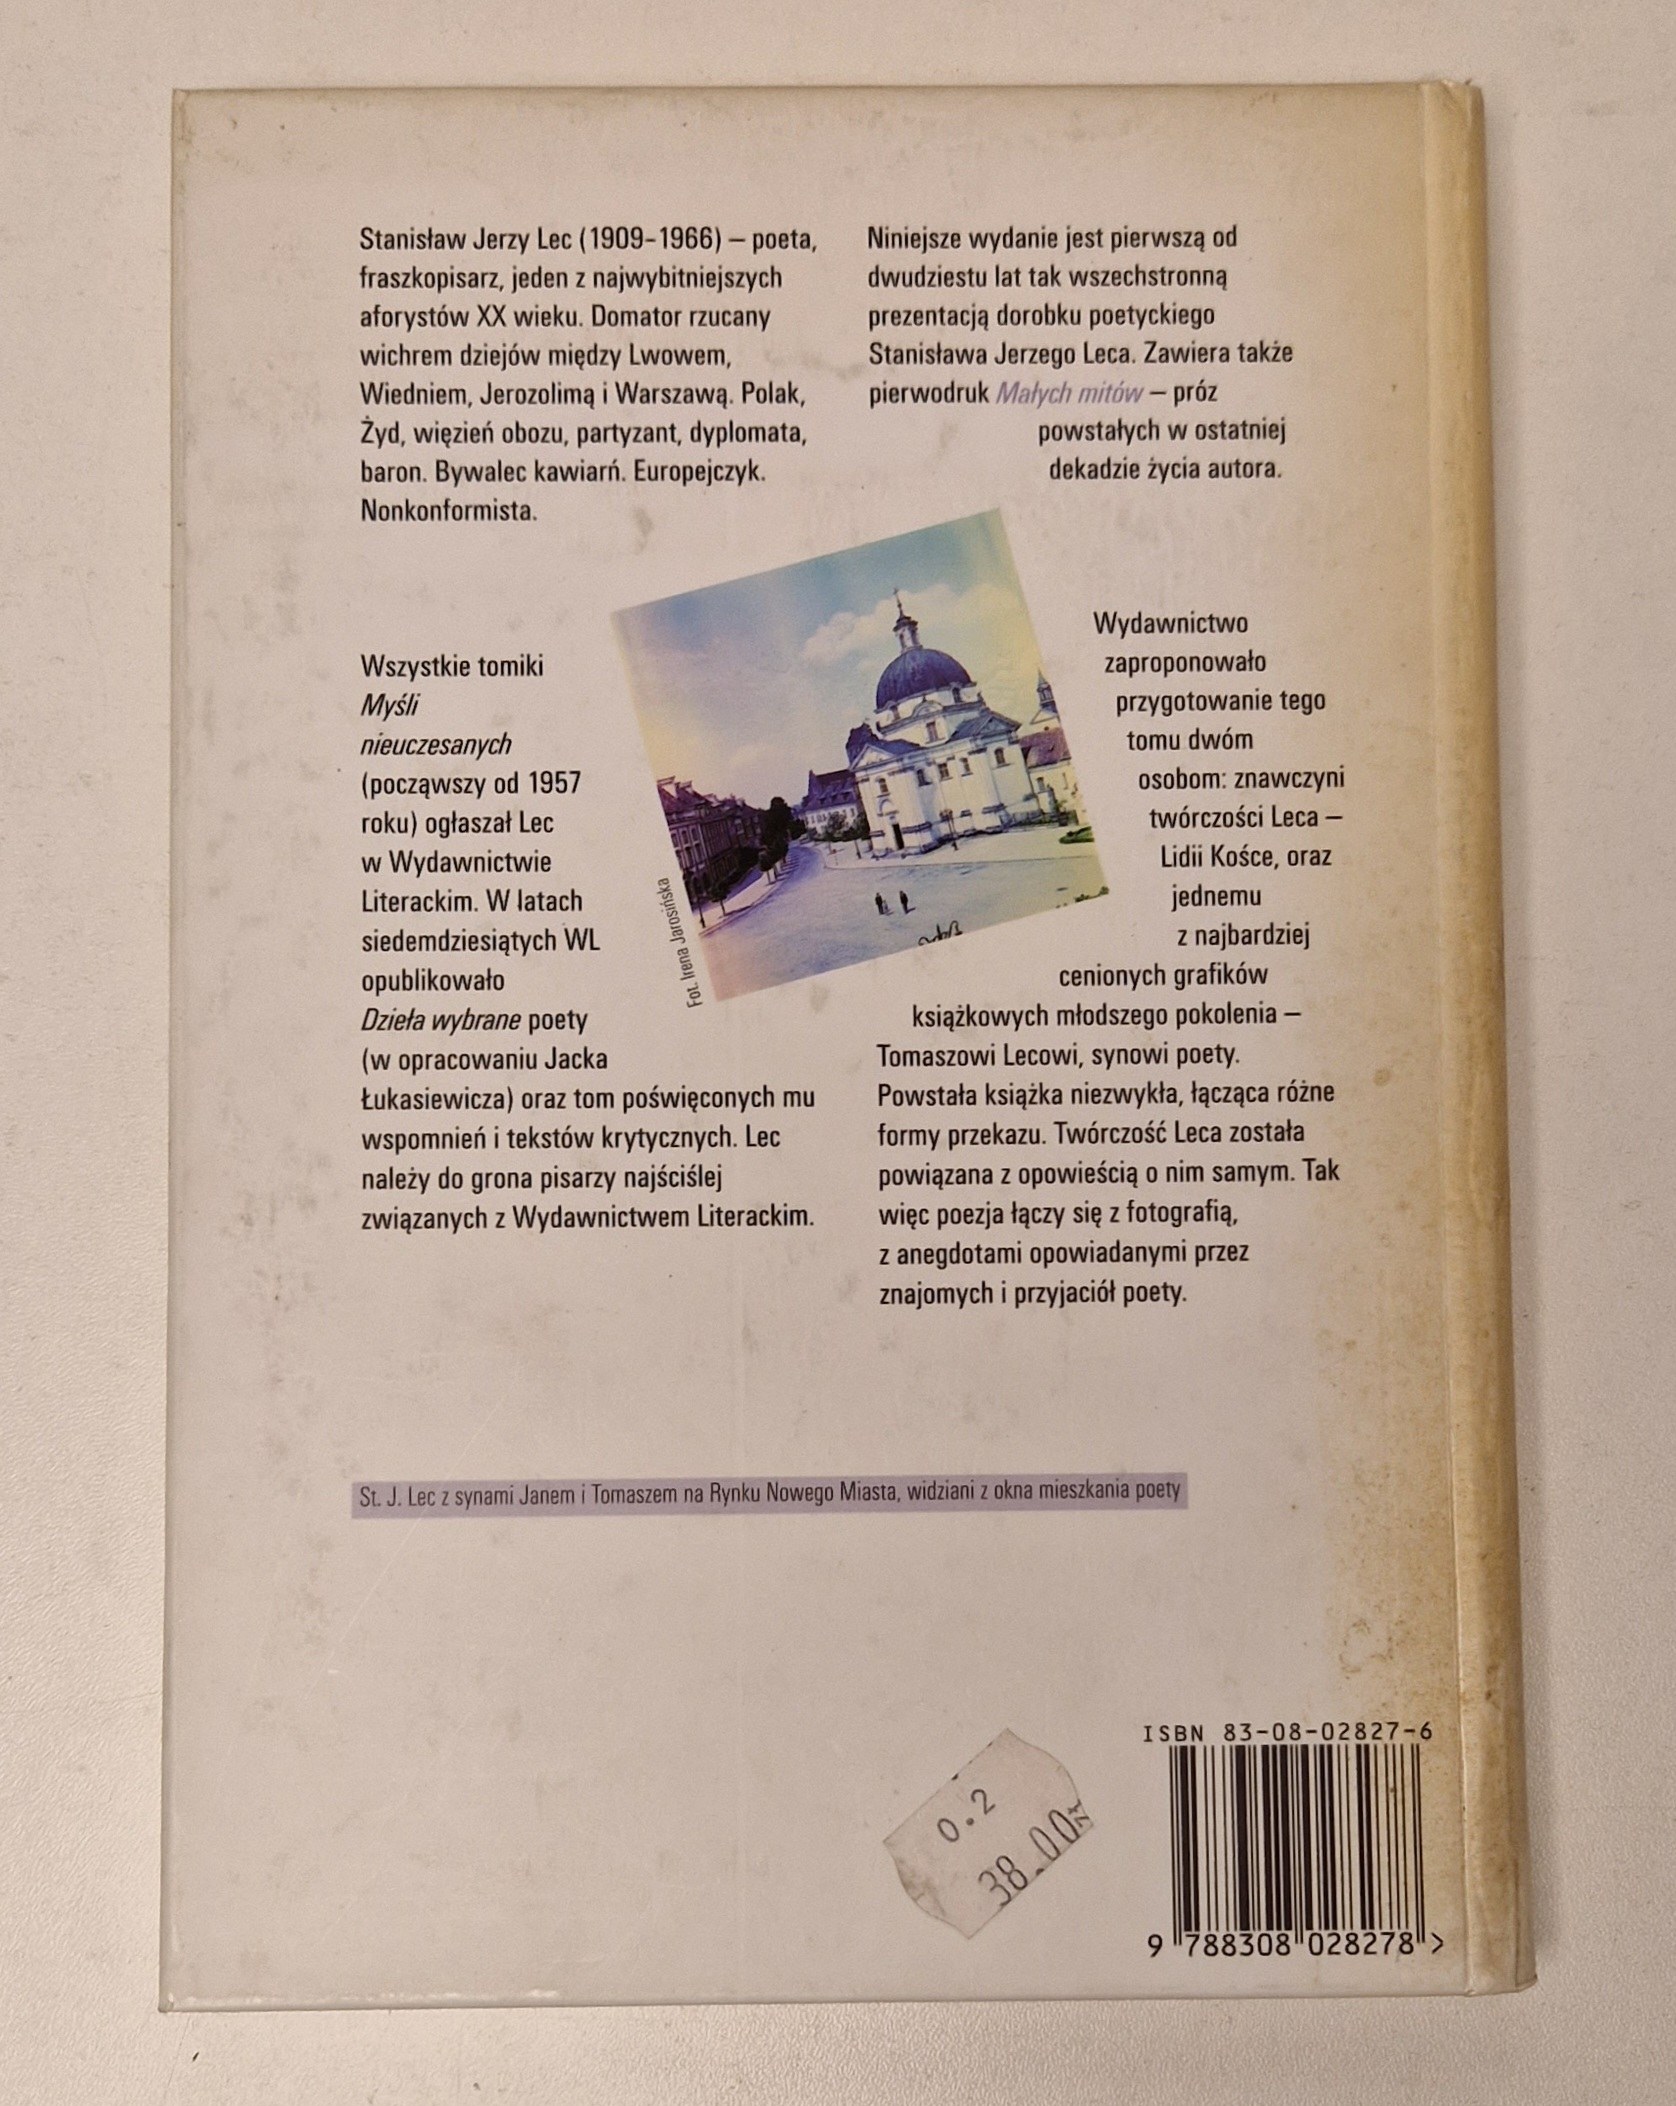 Stanisław Jerzy Lec (1909-1966) – poeta,
fraszkopisarz, jeden z najwybitniejszych
aforystów XX wieku. Domator rzucany
wichrem dziejów między Lwowem,
Wiedniem, Jerozolimą i Warszawą. Polak,
Żyd, więzień obozu, partyzant, dyplomata,
baron. Bywalec kawiarń. Europejczyk.
Nonkonformista.
Wszystkie tomiki
Myśli
nieuczesanych
(począwszy od 1957
roku) ogłaszał Lec
w Wydawnictwie
Literackim. W latach
siedemdziesiątych WL
opublikowało
Dzieła wybrane poety
(w opracowaniu Jacka
Łukasiewicza) oraz tom poświęconych mu
wspomnień i tekstów krytycznych. Lec
należy do grona pisarzy najściślej
związanych z Wydawnictwem Literackim.
Niniejsze wydanie jest pierwszą od
dwudziestu lat tak wszechstronną
prezentacją dorobku poetyckiego
Stanisława Jerzego Leca. Zawiera także
pierwodruk Małych mitów – próz
powstałych w ostatniej
dekadzie życia autora.
Wydawnictwo
zaproponowało
przygotowanie tego
tomu dwóm
osobom: znawczyni
twórczości Leca –
Lidii Kośce, oraz
jednemu
z najbardziej
cenionych grafików
książkowych młodszego pokolenia –
Tomaszowi Lecowi, synowi poety.
Powstała książka niezwykła, łącząca różne
formy przekazu. Twórczość Leca została
powiązana z opowieścią o nim samym. Tak
więc poezja łączy się z fotografią,
z anegdotami opowiadanymi przez
znajomych i przyjaciół poety.
Fot. Irena Jarosińska
St. J. Lec z synami Janem i Tomaszem na Rynku Nowego Miasta, widziani z okna mieszkania poety
0.2
38.00zł
ISBN 83-08-02827-6
9 788308 028278 >